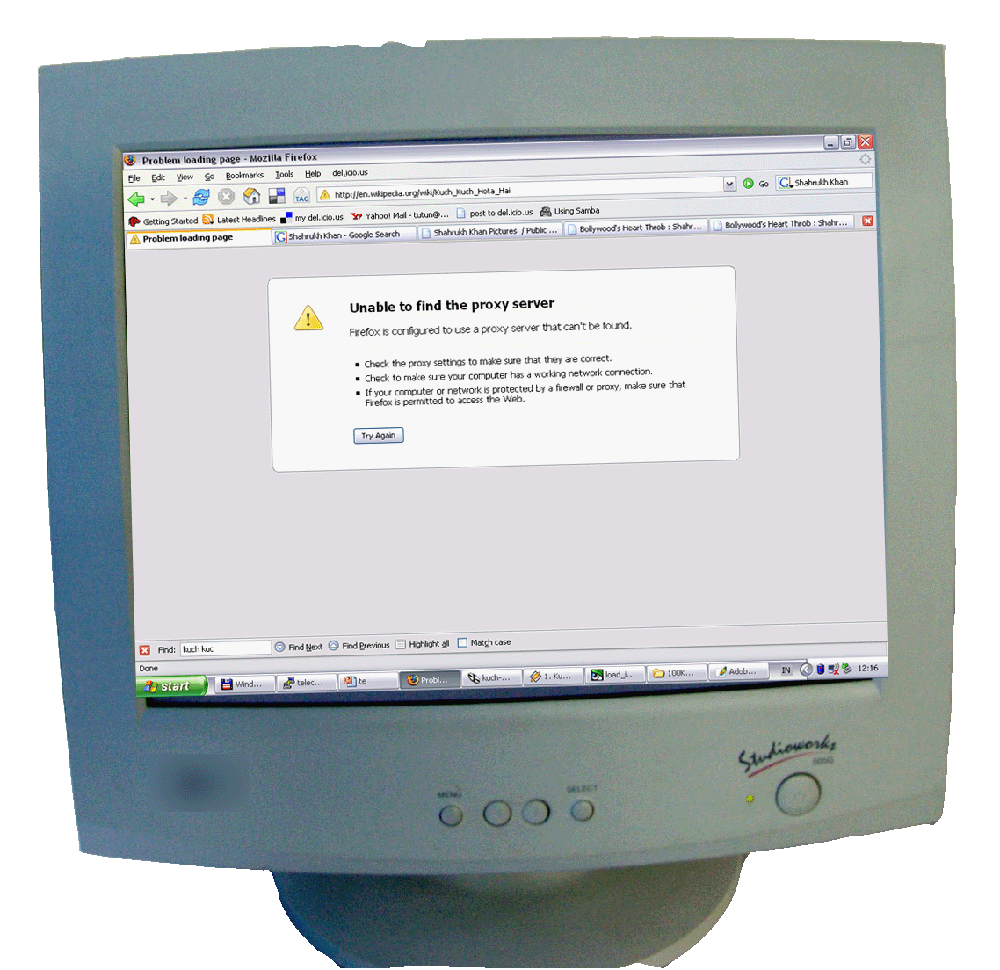 Problem loading page - Mozilla Firefox
File Edit View Go Bookmarks Tools Help del.icio.us
TAG http://en.wikipedia.org/wiki/Kuch_Kuch_Hota_Hai Go G Shahrukh Khan
Getting Started Latest Headlines my del.icio.us Yahoo! Mail - tutun@... post to del.icio.us Using Samba
Problem loading page Shahrukh Khan - Google Search Shahrukh Khan Pictures / Public ... Bollywood's Heart Throb : Shahr... Bollywood's Heart Throb : Shahr...
Unable to find the proxy server
Firefox is configured to use a proxy server that can't be found.
Check the proxy settings to make sure that they are correct.
Check to make sure your computer has a working network connection.
If your computer or network is protected by a firewall or proxy, make sure that
Firefox is permitted to access the Web.
Try Again
Find: kuch kuc Find Next Find Previous Highlight all Match case
Done
start Wind... telec... te Probl... kuch-... 1. Ku... load_i... 100K... Adob... IN 12:16
Studioworks
505G
MENU SELECT